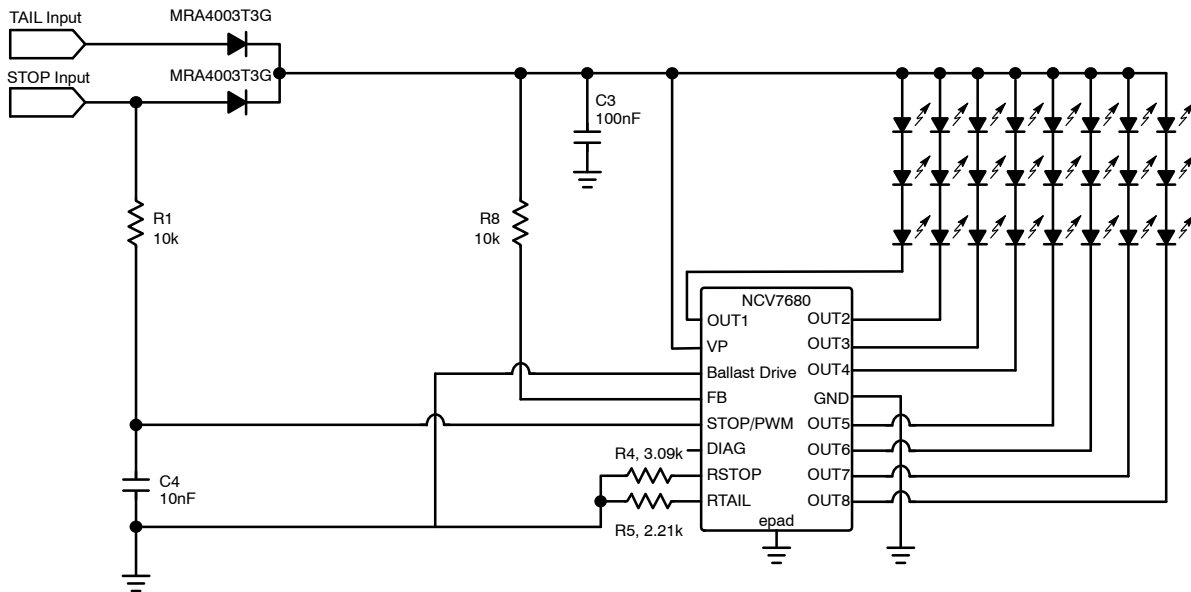 TAIL Input
MRA4003T3G
STOP Input
MRA4003T3G
C3
100nF
R1
10k
R8
10k
NCV7680
OUT1
OUT2
VP
OUT3
Ballast Drive
OUT4
FB
GND
STOP/PWM
OUT5
DIAG
OUT6
R4, 3.09k
RSTOP
OUT7
C4
10nF
RTAIL
OUT8
R5, 2.21k
epad